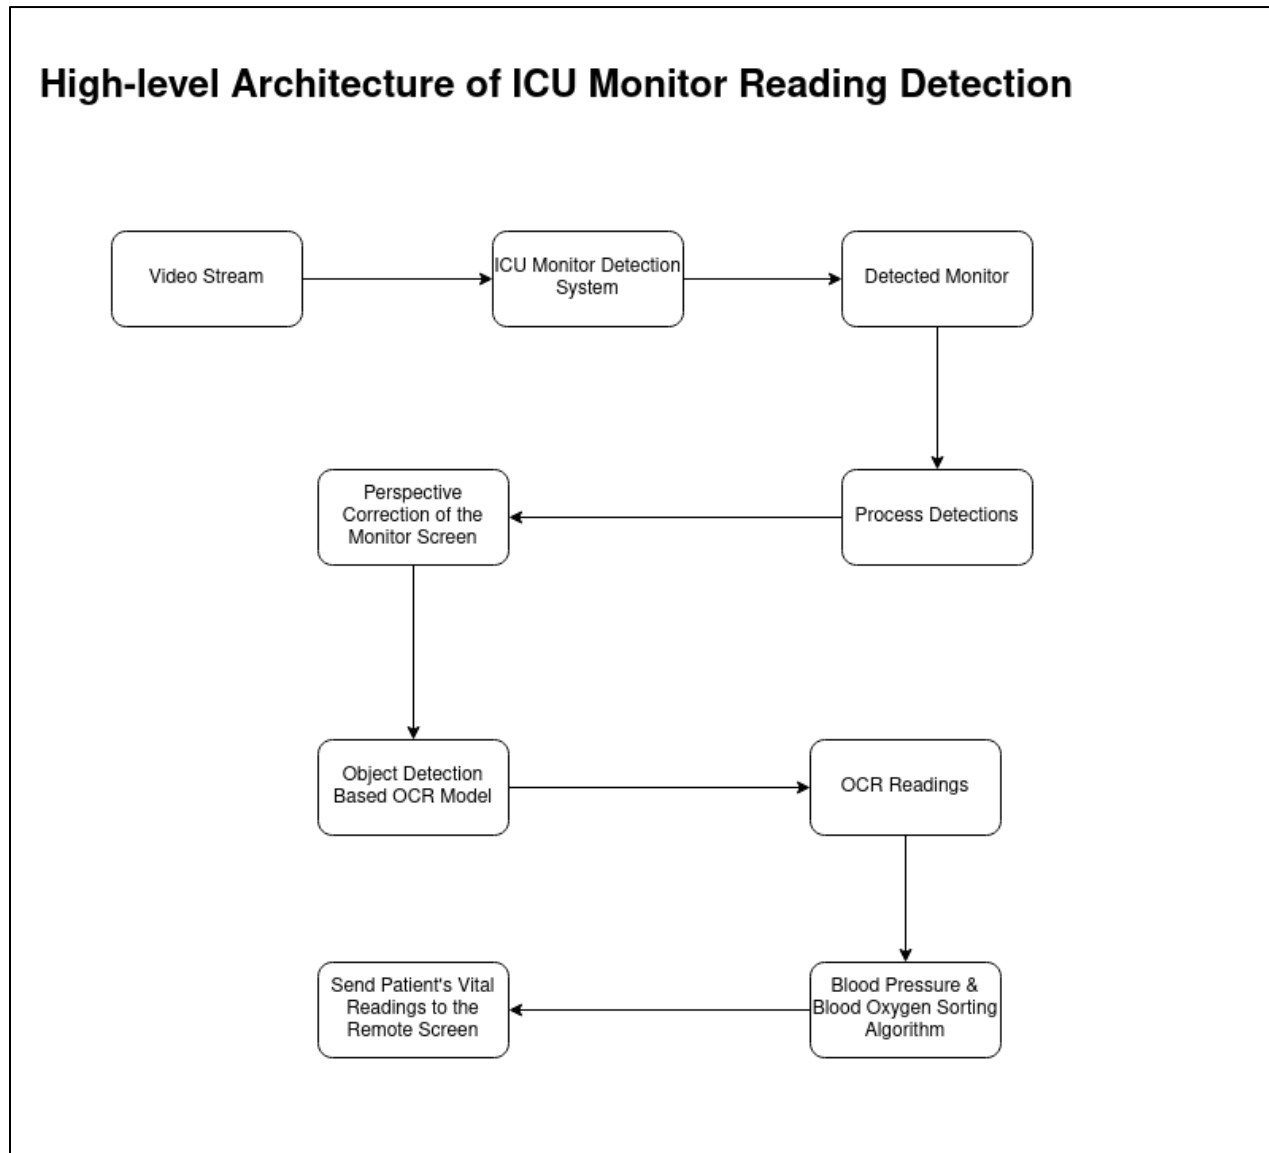 High-level Architecture of ICU Monitor Reading Detection
Video Stream
ICU Monitor Detection
System
Detected Monitor
Process Detections
Perspective
Correction of the
Monitor Screen
Object Detection
Based OCR Model
OCR Readings
Blood Pressure &
Blood Oxygen Sorting
Algorithm
Send Patient's Vital
Readings to the
Remote Screen